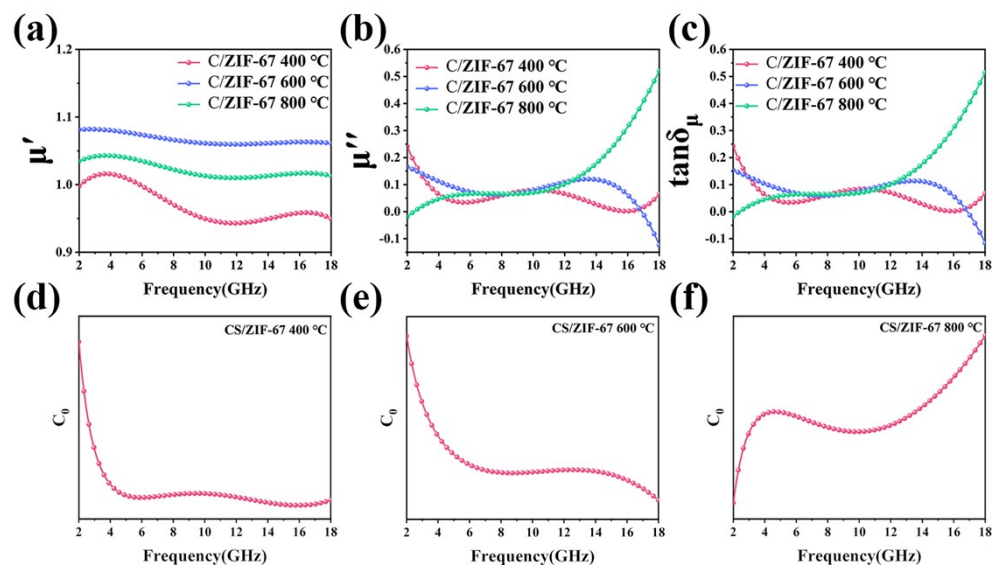 (a)
1.2
1.1
1.0
0.9
μ′
C/ZIF-67 400 °C
C/ZIF-67 600 °C
C/ZIF-67 800 °C
2 4 6 8 10 12 14 16 18
Frequency(GHz)
(b)
0.6
0.5
0.4
0.3
0.2
0.1
0.0
-0.1
μ′′
C/ZIF-67 400 °C
C/ZIF-67 600 °C
C/ZIF-67 800 °C
2 4 6 8 10 12 14 16 18
Frequency(GHz)
(c)
0.6
0.5
0.4
0.3
0.2
0.1
0.0
-0.1
tanδμ
C/ZIF-67 400 °C
C/ZIF-67 600 °C
C/ZIF-67 800 °C
2 4 6 8 10 12 14 16 18
Frequency(GHz)
(d)
CS/ZIF-67 400 °C
C0
2 4 6 8 10 12 14 16 18
Frequency(GHz)
(e)
CS/ZIF-67 600 °C
C0
2 4 6 8 10 12 14 16 18
Frequency(GHz)
(f)
CS/ZIF-67 800 °C
C0
2 4 6 8 10 12 14 16 18
Frequency(GHz)